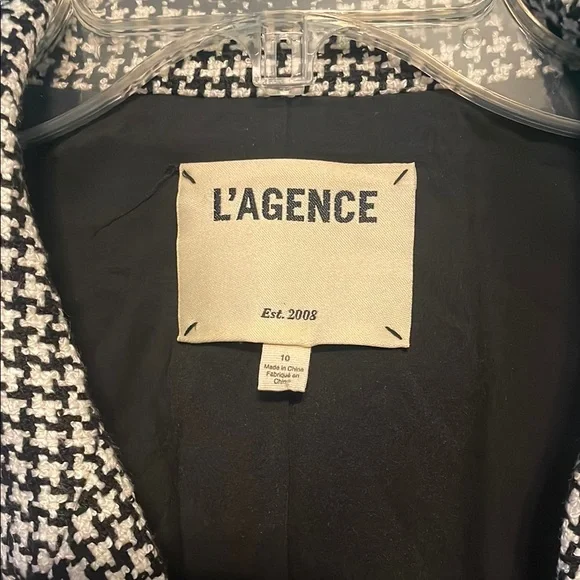 L'AGENCE
Est. 2008
10
Made in China
Fabriqué en
Chine